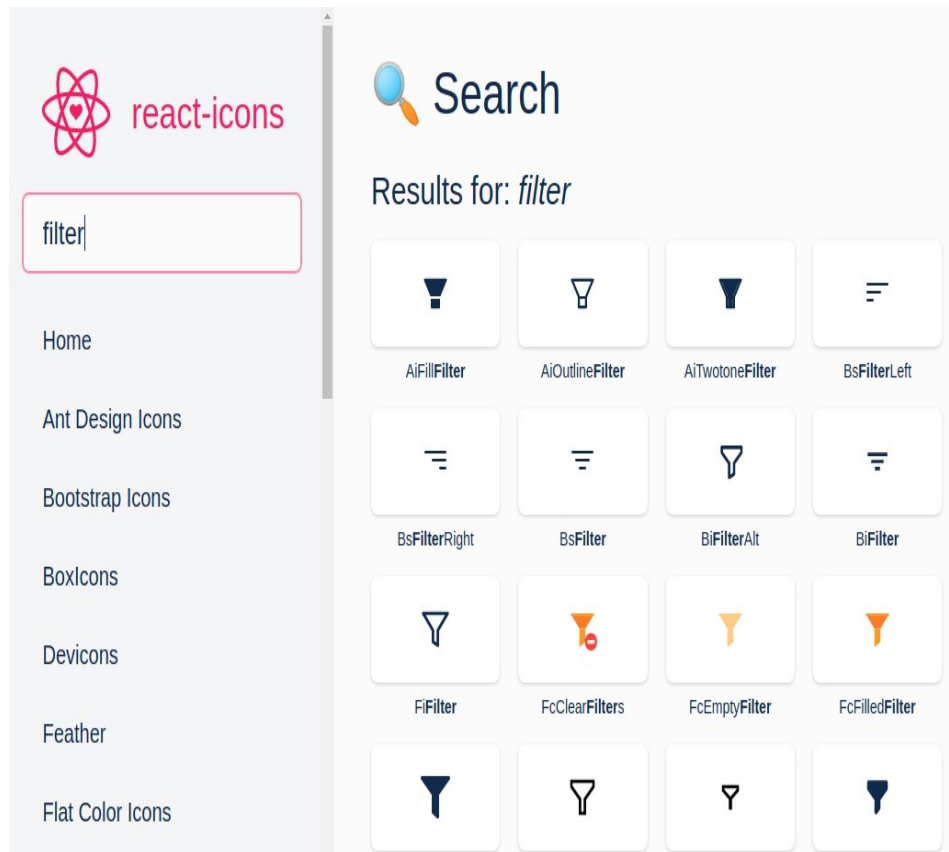 react-icons
filter
Home
Ant Design Icons
Bootstrap Icons
BoxIcons
Devicons
Feather
Flat Color Icons
Search
Results for: filter
AiFillFilter AiOutlineFilter AiTwotoneFilter BsFilterLeft
BsFilterRight BsFilter BiFilterAlt BiFilter
FiFilter FcClearFilters FcEmptyFilter FcFilledFilter